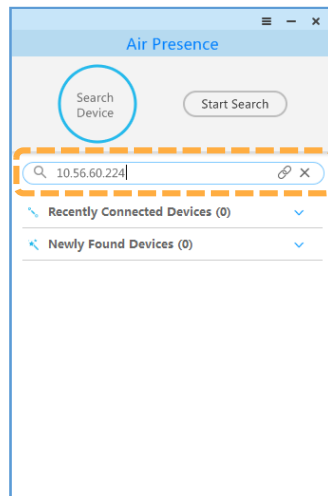 Air Presence
Search
Device
Start Search
10.56.60.224
Recently Connected Devices (0)
Newly Found Devices (0)